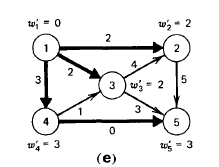 w′₁ = 0
w′₂ = 2
2
1
2
2
4
3
3
w′₃ = 2
5
1
3
4
0
5
w′₄ = 3
w′₅ = 3
(e)